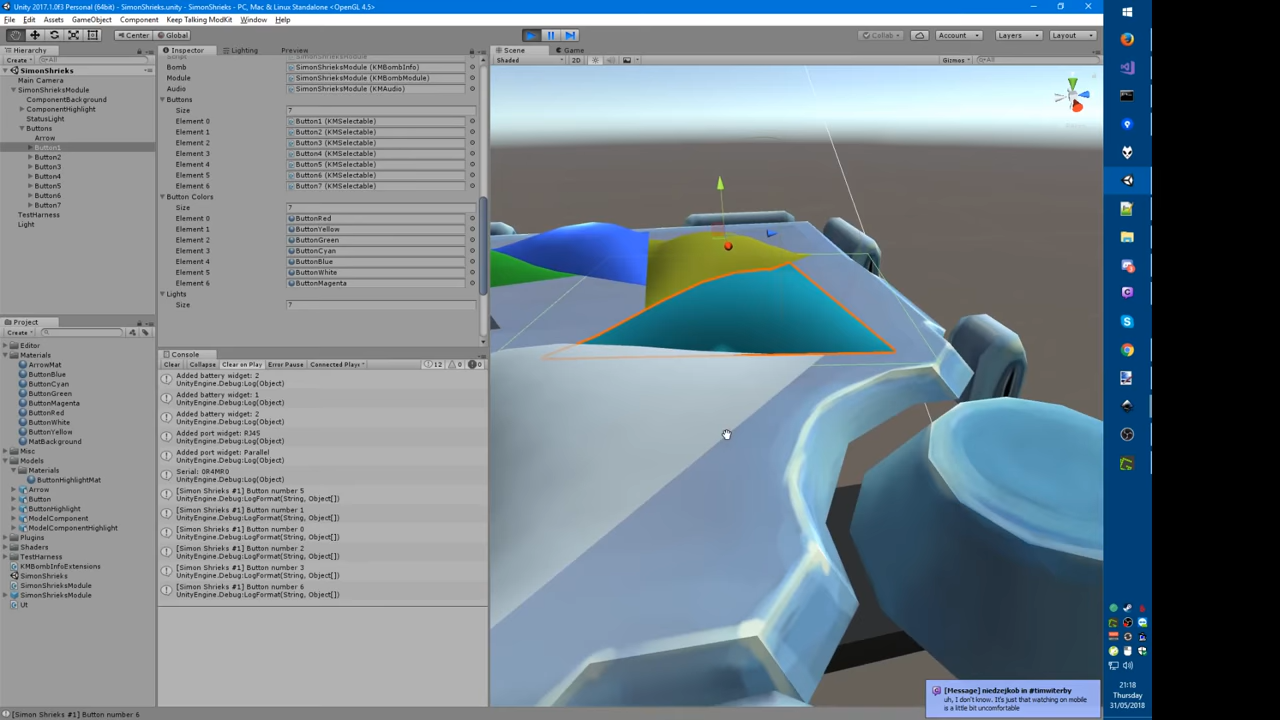 Unity 2017.1.0f3 Personal (64bit) - SimonShrieks.unity - SimonShrieks - PC, Mac & Linux Standalone <OpenGL 4.5>
File Edit Assets GameObject Component Keep Talking ModKit Window Help
Center Global
Collab Account Layers Layout
Hierarchy
Create All
SimonShrieks
Main Camera
SimonShrieksModule
ComponentBackground
ComponentHighlight
StatusLight
Buttons
Arrow
Button1
Button2
Button3
Button4
Button5
Button6
Button7
TestHarness
Light
Inspector Lighting Preview
Script SimonShrieksModule
Bomb SimonShrieksModule (KMBombInfo)
Module SimonShrieksModule (KMBombModule)
Audio SimonShrieksModule (KMAudio)
Buttons
Size 7
Element 0 Button1 (KMSelectable)
Element 1 Button2 (KMSelectable)
Element 2 Button3 (KMSelectable)
Element 3 Button4 (KMSelectable)
Element 4 Button5 (KMSelectable)
Element 5 Button6 (KMSelectable)
Element 6 Button7 (KMSelectable)
Button Colors
Size 7
Element 0 ButtonRed
Element 1 ButtonYellow
Element 2 ButtonGreen
Element 3 ButtonCyan
Element 4 ButtonBlue
Element 5 ButtonWhite
Element 6 ButtonMagenta
Lights
Size 7
Scene Game
Shaded 2D Gizmos All
Project
Create
Editor
Materials
ArrowMat
ButtonBlue
ButtonCyan
ButtonGreen
ButtonMagenta
ButtonRed
ButtonWhite
ButtonYellow
MatBackground
Misc
Models
Materials
ButtonHighlightMat
Arrow
Button
ButtonHighlight
ModelComponent
ModelComponentHighlight
Plugins
Shaders
TestHarness
KMBombInfoExtensions
SimonShrieks
SimonShrieksModule
SimonShrieksModule
Ut
Console
Clear Collapse Clear on Play Error Pause Connected Playe 12 0 0
Added battery widget: 2
UnityEngine.Debug:Log(Object)
Added battery widget: 1
UnityEngine.Debug:Log(Object)
Added battery widget: 2
UnityEngine.Debug:Log(Object)
Added port widget: RJ45
UnityEngine.Debug:Log(Object)
Added port widget: Parallel
UnityEngine.Debug:Log(Object)
Serial: 0R4MR0
UnityEngine.Debug:Log(Object)
[Simon Shrieks #1] Button number 5
UnityEngine.Debug:LogFormat(String, Object[])
[Simon Shrieks #1] Button number 1
UnityEngine.Debug:LogFormat(String, Object[])
[Simon Shrieks #1] Button number 0
UnityEngine.Debug:LogFormat(String, Object[])
[Simon Shrieks #1] Button number 2
UnityEngine.Debug:LogFormat(String, Object[])
[Simon Shrieks #1] Button number 3
UnityEngine.Debug:LogFormat(String, Object[])
[Simon Shrieks #1] Button number 6
UnityEngine.Debug:LogFormat(String, Object[])
[Simon Shrieks #1] Button number 6
[Message] niedzejkob in #timwiterby
uh, I don't know. It's just that watching on mobile
is a little bit uncomfortable
21:18
Thursday
31/05/2018